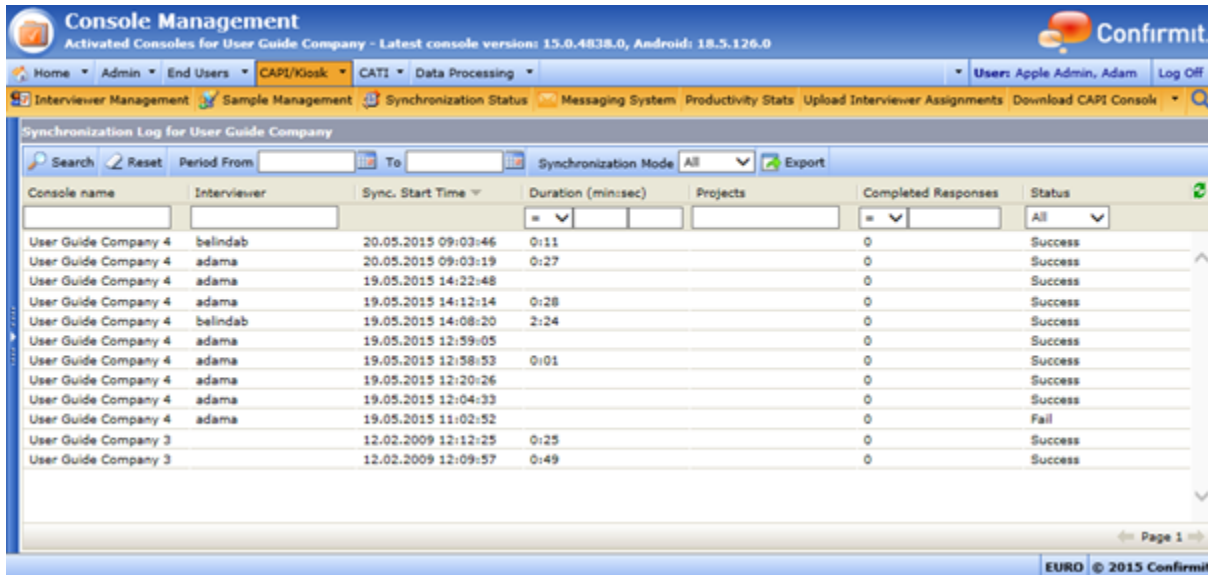 Console Management
Activated Consoles for User Guide Company - Latest console version: 15.0.4838.0, Android: 18.5.126.0
Confirmit.
Home Admin End Users CAPI/Kiosk CATI Data Processing User: Apple Admin, Adam Log Off
Interviewer Management Sample Management Synchronization Status Messaging System Productivity Stats Upload Interviewer Assignments Download CAPI Console
Synchronization Log for User Guide Company
Search Reset Period From To Synchronization Mode All Export
Console name Interviewer Sync. Start Time Duration (min:sec) Projects Completed Responses Status
= = All
User Guide Company 4 belindab 20.05.2015 09:03:46 0:11 0 Success
User Guide Company 4 adama 20.05.2015 09:03:19 0:27 0 Success
User Guide Company 4 adama 19.05.2015 14:22:48 0 Success
User Guide Company 4 adama 19.05.2015 14:12:14 0:28 0 Success
User Guide Company 4 belindab 19.05.2015 14:08:20 2:24 0 Success
User Guide Company 4 adama 19.05.2015 12:59:05 0 Success
User Guide Company 4 adama 19.05.2015 12:58:53 0:01 0 Success
User Guide Company 4 adama 19.05.2015 12:20:26 0 Success
User Guide Company 4 adama 19.05.2015 12:04:33 0 Success
User Guide Company 4 adama 19.05.2015 11:02:52 0 Fail
User Guide Company 3 12.02.2009 12:12:25 0:25 0 Success
User Guide Company 3 12.02.2009 12:09:57 0:49 0 Success
Page 1
EURO © 2015 Confirmit